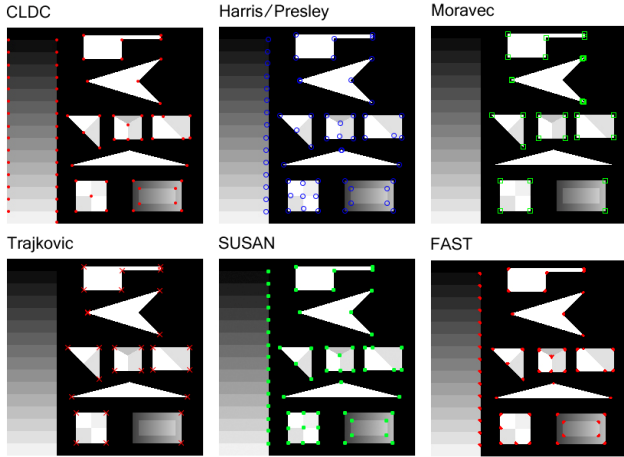 CLDC
Harris/Presley
Moravec
Trajkovic
SUSAN
FAST